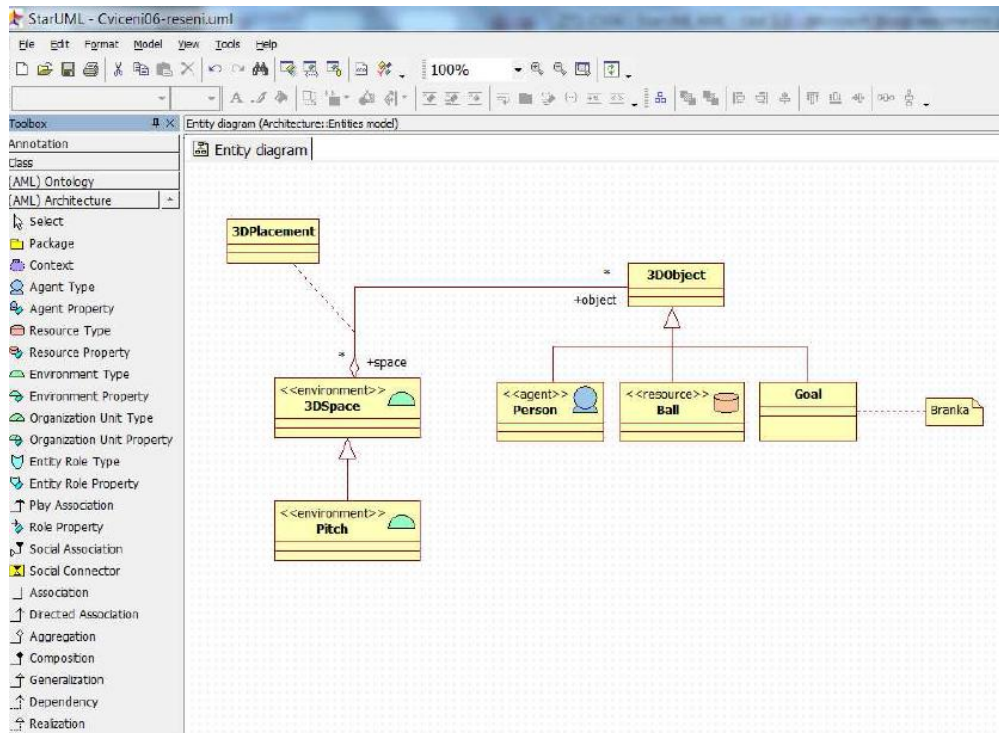 StarUML - Cviceni06-reseni.uml
File Edit Format Model View Tools Help
100%
Toolbox
Entity diagram (Architecture::Entities model)
Annotation
Class
(AML) Ontology
(AML) Architecture
Select
Package
Context
Agent Type
Agent Property
Resource Type
Resource Property
Environment Type
Environment Property
Organization Unit Type
Organization Unit Property
Entity Role Type
Entity Role Property
Play Association
Role Property
Social Association
Social Connector
Association
Directed Association
Aggregation
Composition
Generalization
Dependency
Realization
Entity diagram
3DPlacement
*
3DObject
+object
*
+space
<<environment>>
3DSpace
<<agent>>
Person
<<resource>>
Ball
Goal
Branka
<<environment>>
Pitch